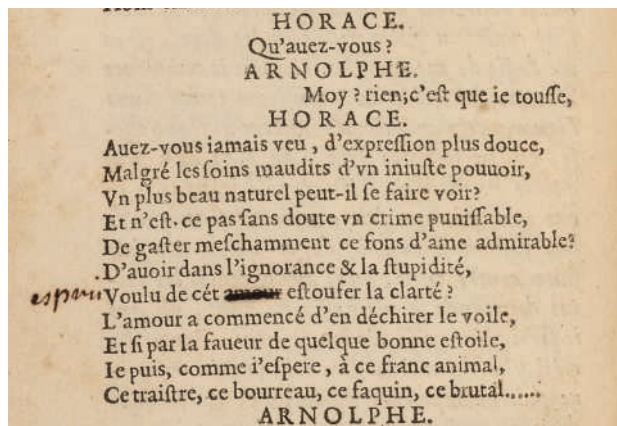 HORACE.
Qu'auez-vous ?
ARNOLPHE.
Moy ? rien; c'eſt que ie touſſe,
HORACE.
Auez-vous iamais veu , d'expreſſion plus douce,
Malgré les ſoins maudits d'vn iniuſte pouuoir,
Vn plus beau naturel peut-il ſe faire voir?
Et n'eſt-ce pas ſans doute vn crime puniſſable,
De gaſter meſchamment ce fons d'ame admirable?
D'auoir dans l'ignorance & la ſtupidité,
esprit Voulu de cét amour eſtoufer la clarté ?
L'amour a commencé d'en déchirer le voile,
Et ſi par la faueur de quelque bonne eſtoile,
Ie puis, comme i'eſpere , à ce franc animal,
Ce traiſtre, ce bourreau, ce faquin, ce brutal......
ARNOLPHE.